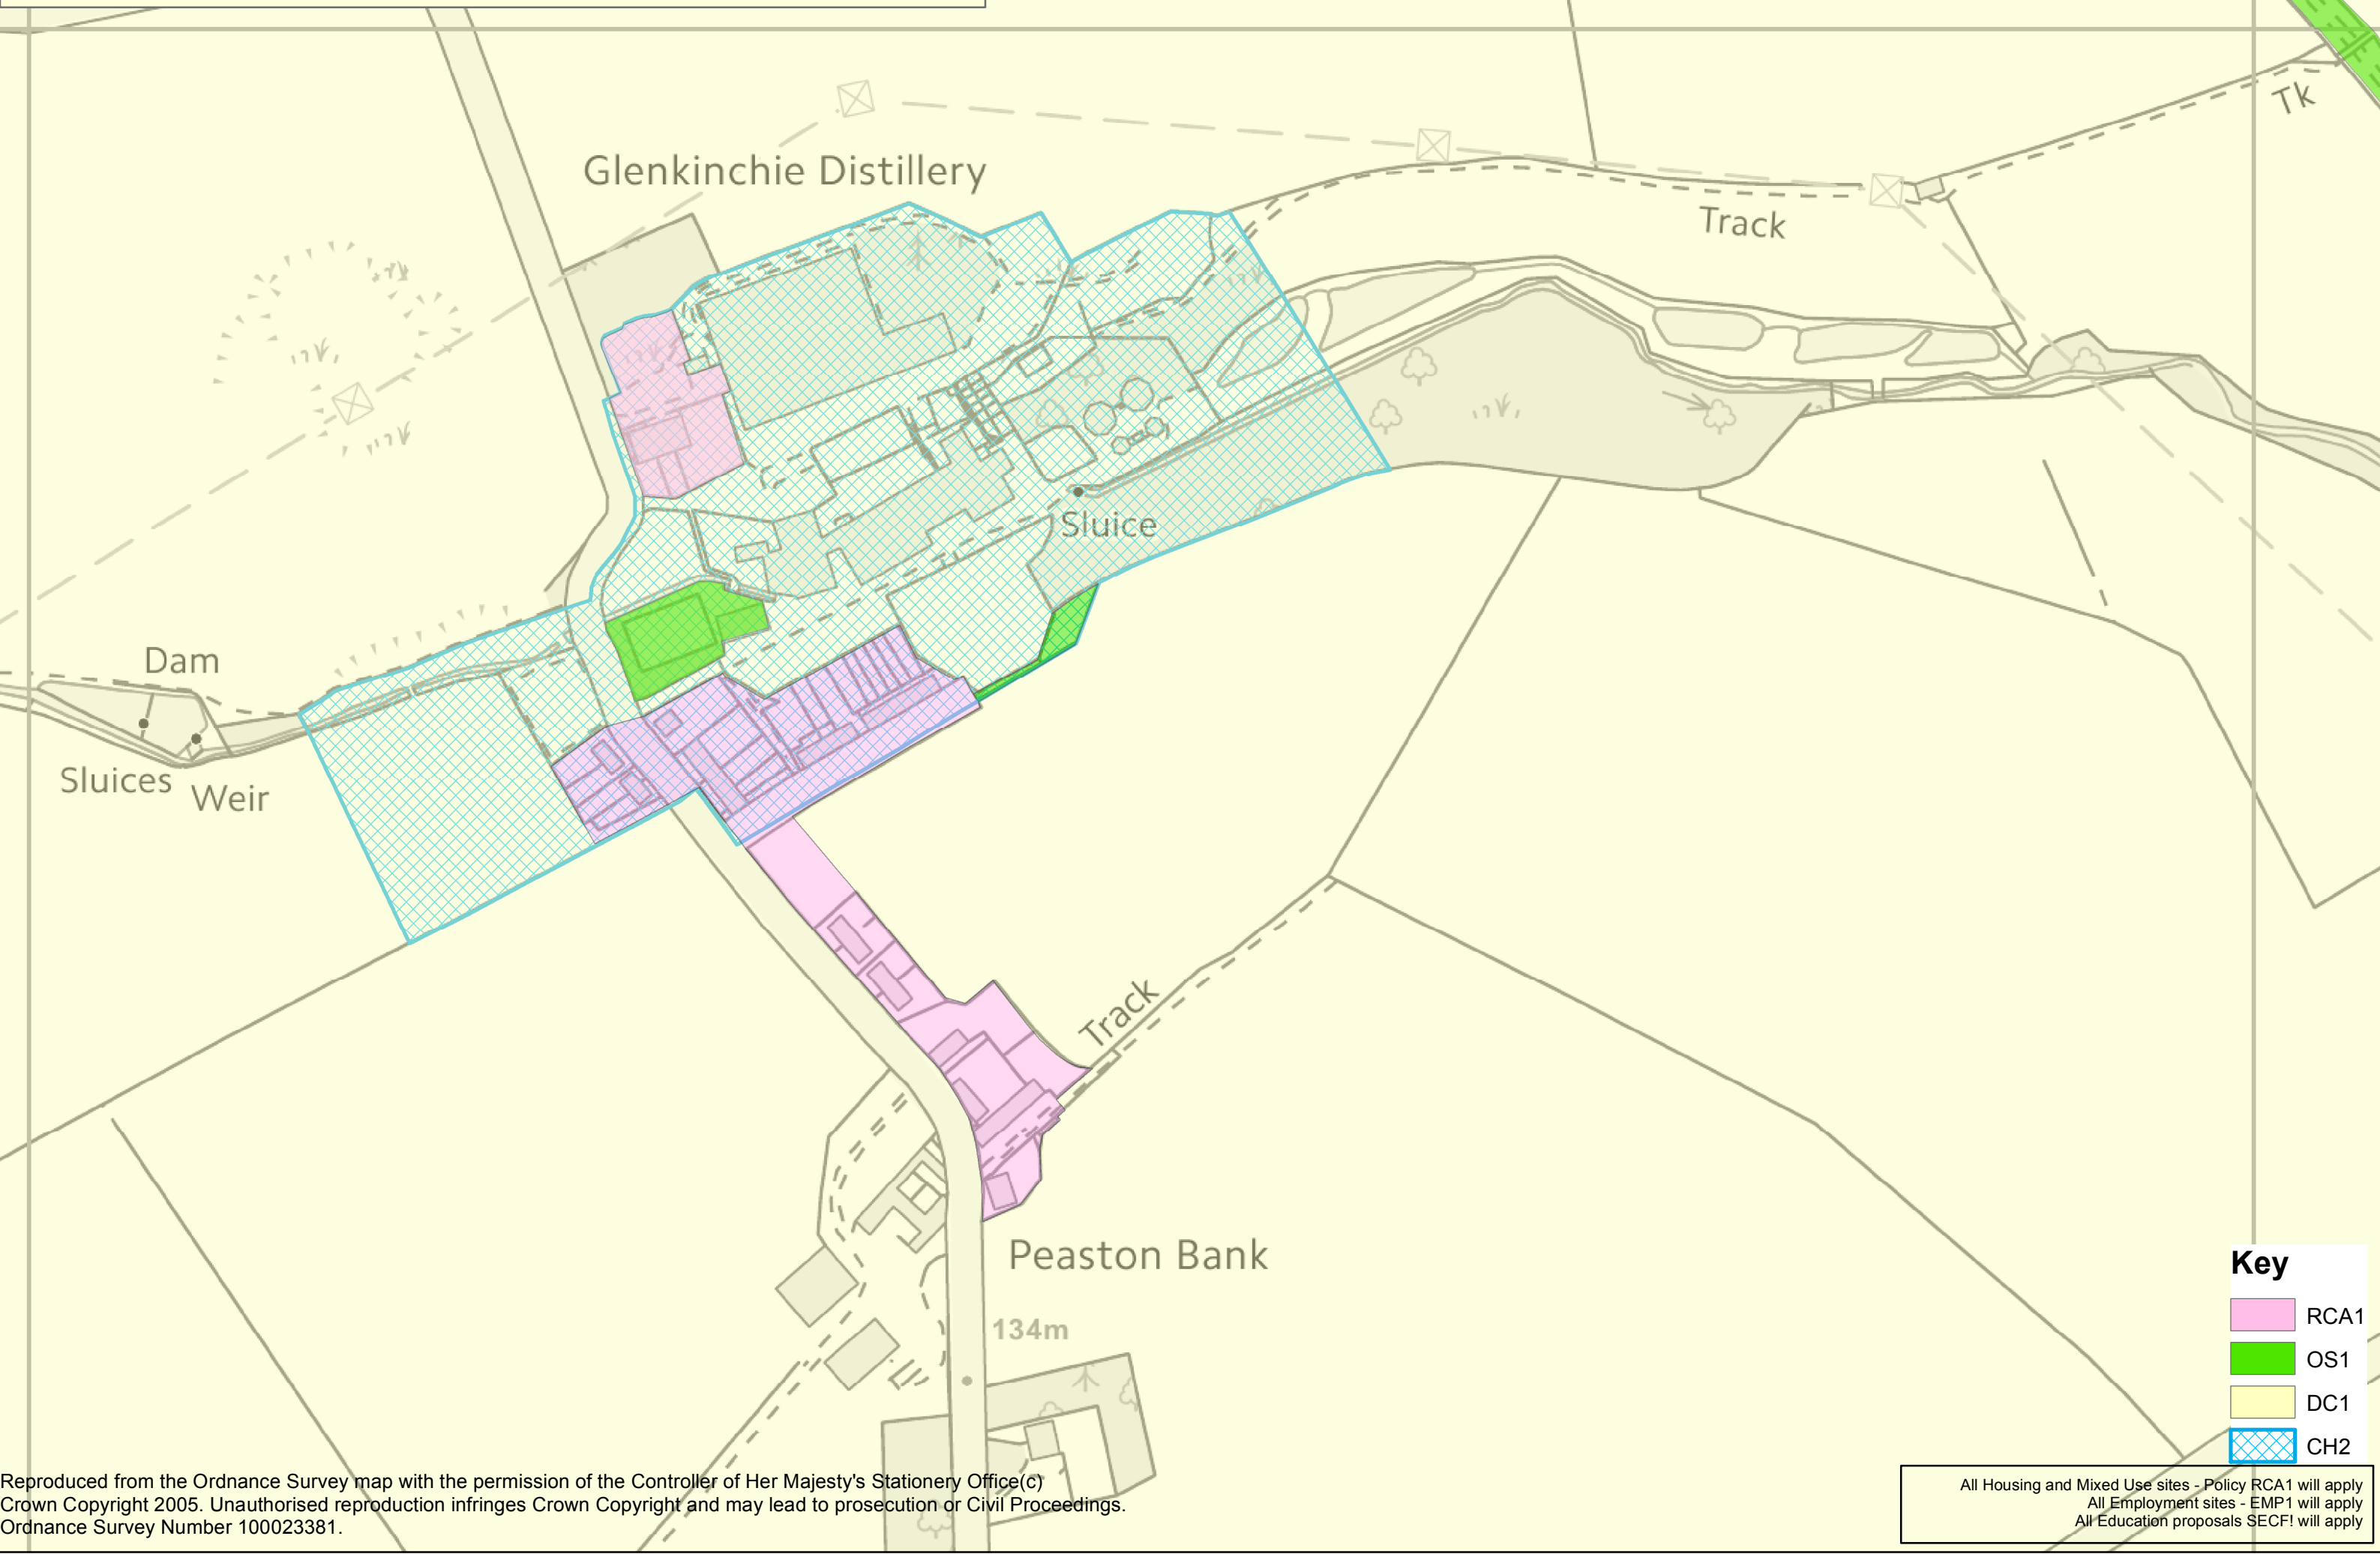 Tk
Glenkinchie Distillery
Track
Sluice
Dam
Sluices
Weir
Track
Peaston Bank
134m
Key
RCA1
OS1
DC1
CH2
Reproduced from the Ordnance Survey map with the permission of the Controller of Her Majesty's Stationery Office(c)
Crown Copyright 2005. Unauthorised reproduction infringes Crown Copyright and may lead to prosecution or Civil Proceedings.
Ordnance Survey Number 100023381.
All Housing and Mixed Use sites - Policy RCA1 will apply
All Employment sites - EMP1 will apply
All Education proposals SECF! will apply